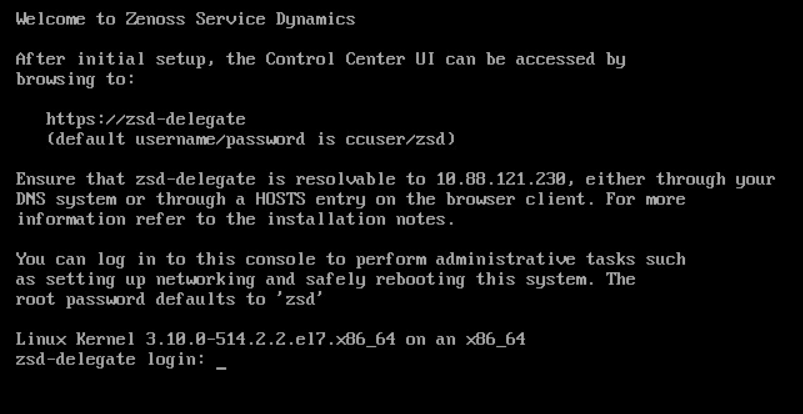 Welcome to Zenoss Service Dynamics
After initial setup, the Control Center UI can be accessed by
browsing to:
https://zsd-delegate
(default username/password is ccuser/zsd)
Ensure that zsd-delegate is resolvable to 10.88.121.230, either through your
DNS system or through a HOSTS entry on the browser client. For more
information refer to the installation notes.
You can log in to this console to perform administrative tasks such
as setting up networking and safely rebooting this system. The
root password defaults to 'zsd'
Linux Kernel 3.10.0-514.2.2.el7.x86_64 on an x86_64
zsd-delegate login: _